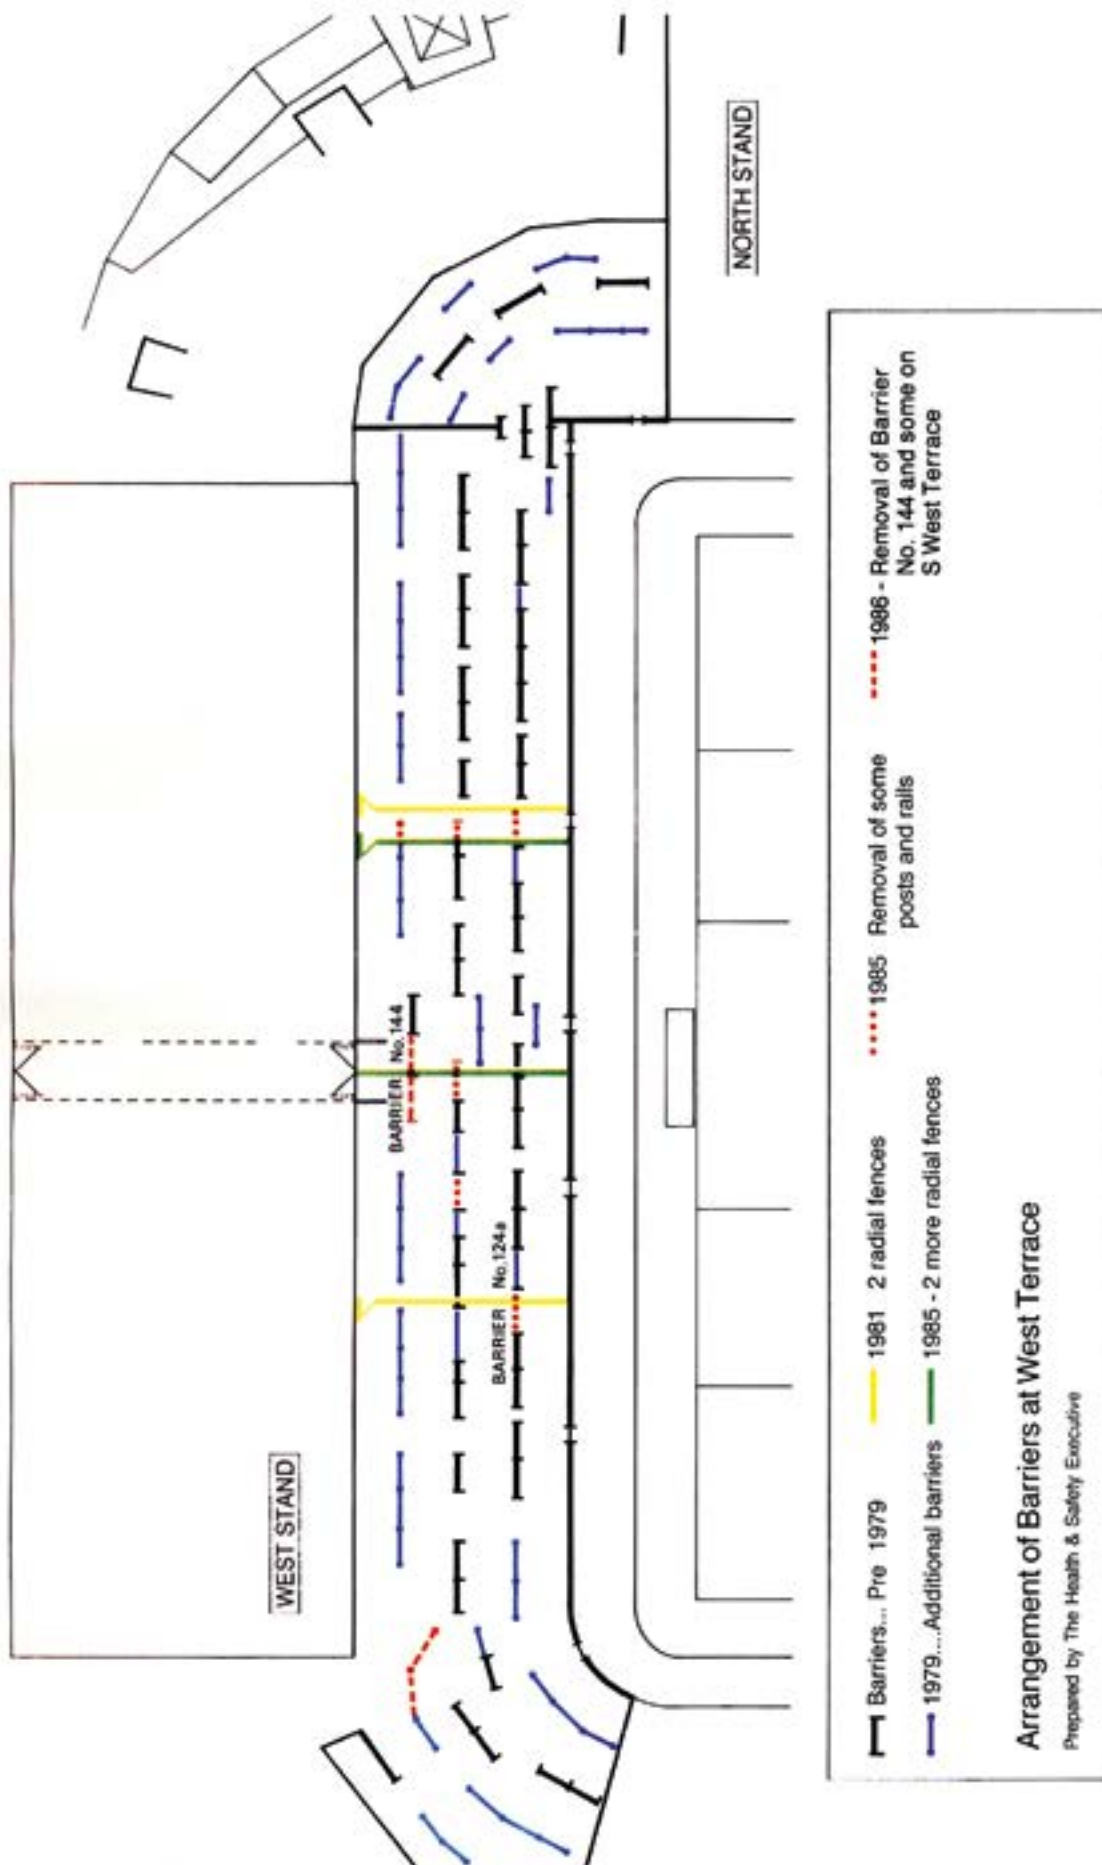 WEST STAND
NORTH STAND
BARRIER No.144
BARRIER No.124a
Barriers... Pre 1979
1979....Additional barriers
1981 2 radial fences
1985 - 2 more radial fences
1985 Removal of some
posts and rails
1986 - Removal of Barrier
No. 144 and some on
S West Terrace
Arrangement of Barriers at West Terrace
Prepared by The Health & Safety Executive